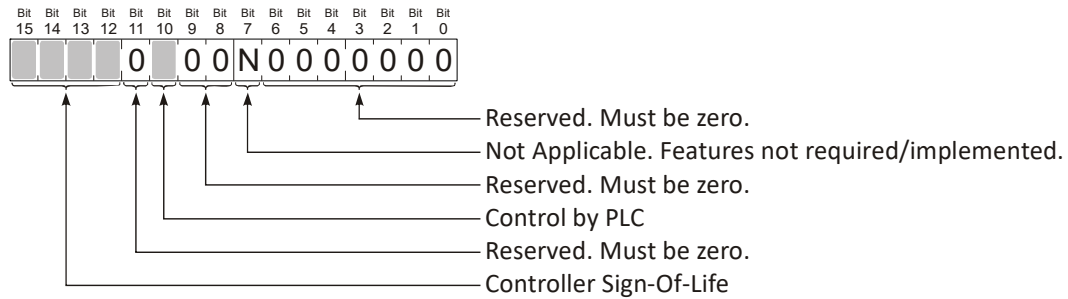 Bit Bit Bit Bit Bit Bit Bit Bit Bit Bit Bit Bit Bit Bit Bit Bit
15 14 13 12 11 10 9 8 7 6 5 4 3 2 1 0
0 0 0 N 0 0 0 0 0 0 0
Reserved. Must be zero.
Not Applicable. Features not required/implemented.
Reserved. Must be zero.
Control by PLC
Reserved. Must be zero.
Controller Sign-Of-Life